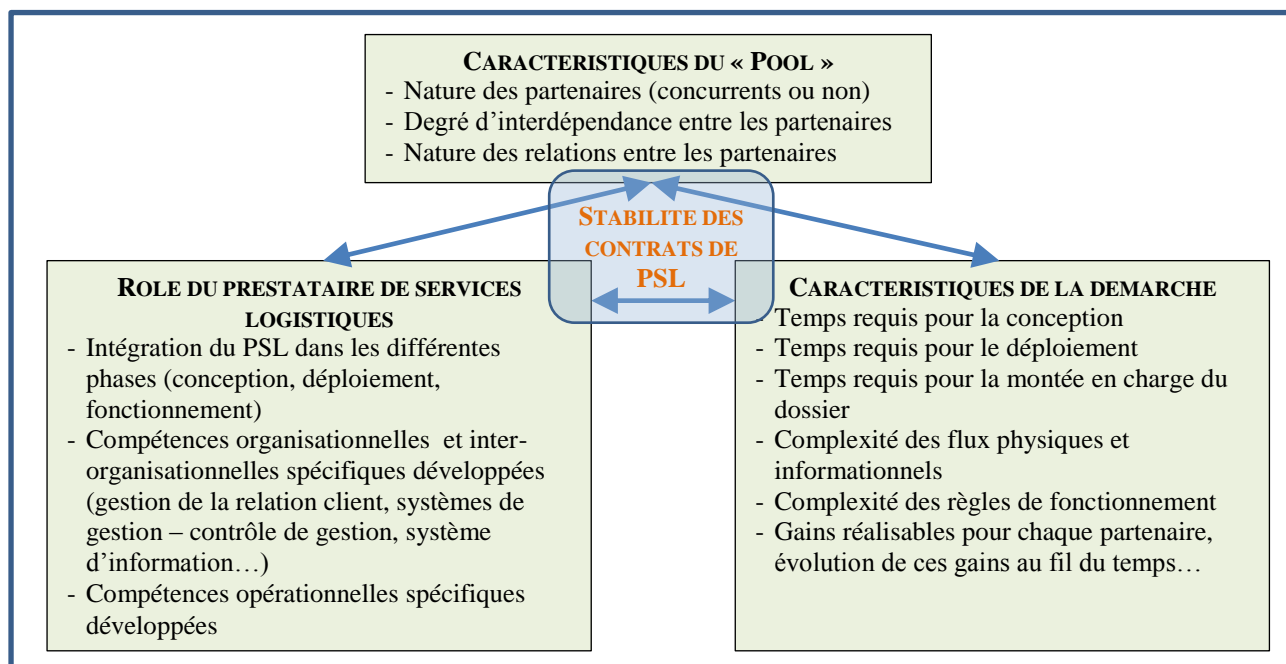 CARACTERISTIQUES DU « POOL »
- Nature des partenaires (concurrents ou non)
- Degré d'interdépendance entre les partenaires
- Nature des relations entre les partenaires
STABILITE DES
CONTRATS DE
PSL
ROLE DU PRESTATAIRE DE SERVICES
LOGISTIQUES
- Intégration du PSL dans les différentes
phases (conception, déploiement,
fonctionnement)
- Compétences organisationnelles et inter-
organisationnelles spécifiques développées
(gestion de la relation client, systèmes de
gestion – contrôle de gestion, système
d'information…)
- Compétences opérationnelles spécifiques
développées
CARACTERISTIQUES DE LA DEMARCHE
- Temps requis pour la conception
- Temps requis pour le déploiement
- Temps requis pour la montée en charge du
dossier
- Complexité des flux physiques et
informationnels
- Complexité des règles de fonctionnement
- Gains réalisables pour chaque partenaire,
évolution de ces gains au fil du temps…